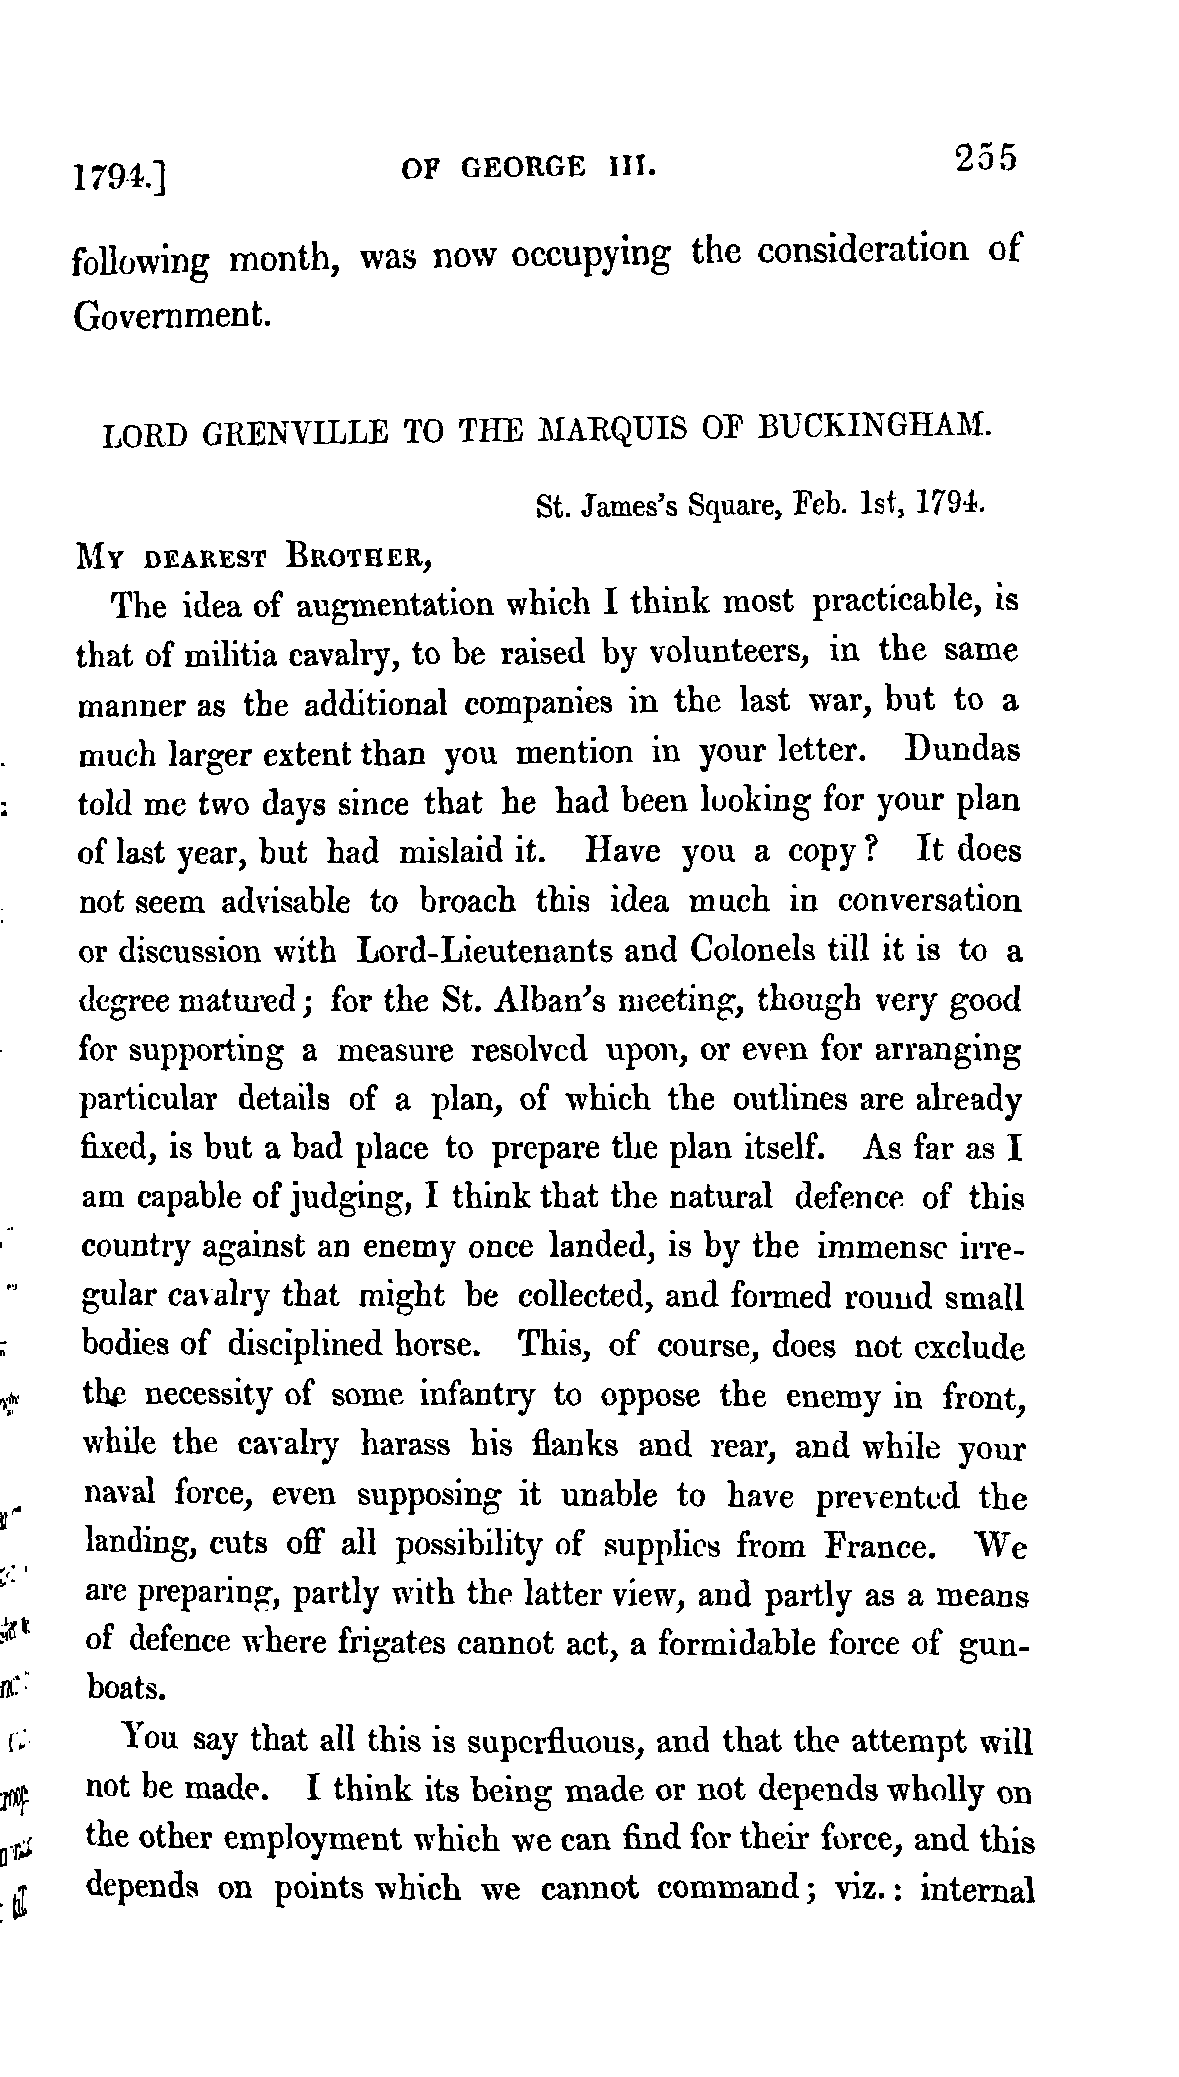 1794.] OF GEORGE III. 255
following month, was now occupying the consideration of
Government.
LORD GRENVILLE TO THE MARQUIS OF BUCKINGHAM.
St. James's Square, Feb. 1st, 1794.
MY DEAREST BROTHER,
The idea of augmentation which I think most practicable, is
that of militia cavalry, to be raised by volunteers, in the same
manner as the additional companies in the last war, but to a
much larger extent than you mention in your letter. Dundas
told me two days since that he had been looking for your plan
of last year, but had mislaid it. Have you a copy? It does
not seem advisable to broach this idea much in conversation
or discussion with Lord-Lieutenants and Colonels till it is to a
degree matured; for the St. Alban's meeting, though very good
for supporting a measure resolved upon, or even for arranging
particular details of a plan, of which the outlines are already
fixed, is but a bad place to prepare the plan itself. As far as I
am capable of judging, I think that the natural defence of this
country against an enemy once landed, is by the immense irre-
gular cavalry that might be collected, and formed round small
bodies of disciplined horse. This, of course, does not exclude
the necessity of some infantry to oppose the enemy in front,
while the cavalry harass his flanks and rear, and while your
naval force, even supposing it unable to have prevented the
landing, cuts off all possibility of supplies from France. We
are preparing, partly with the latter view, and partly as a means
of defence where frigates cannot act, a formidable force of gun-
boats.
You say that all this is superfluous, and that the attempt will
not be made. I think its being made or not depends wholly on
the other employment which we can find for their force, and this
depends on points which we cannot command; viz.: internal